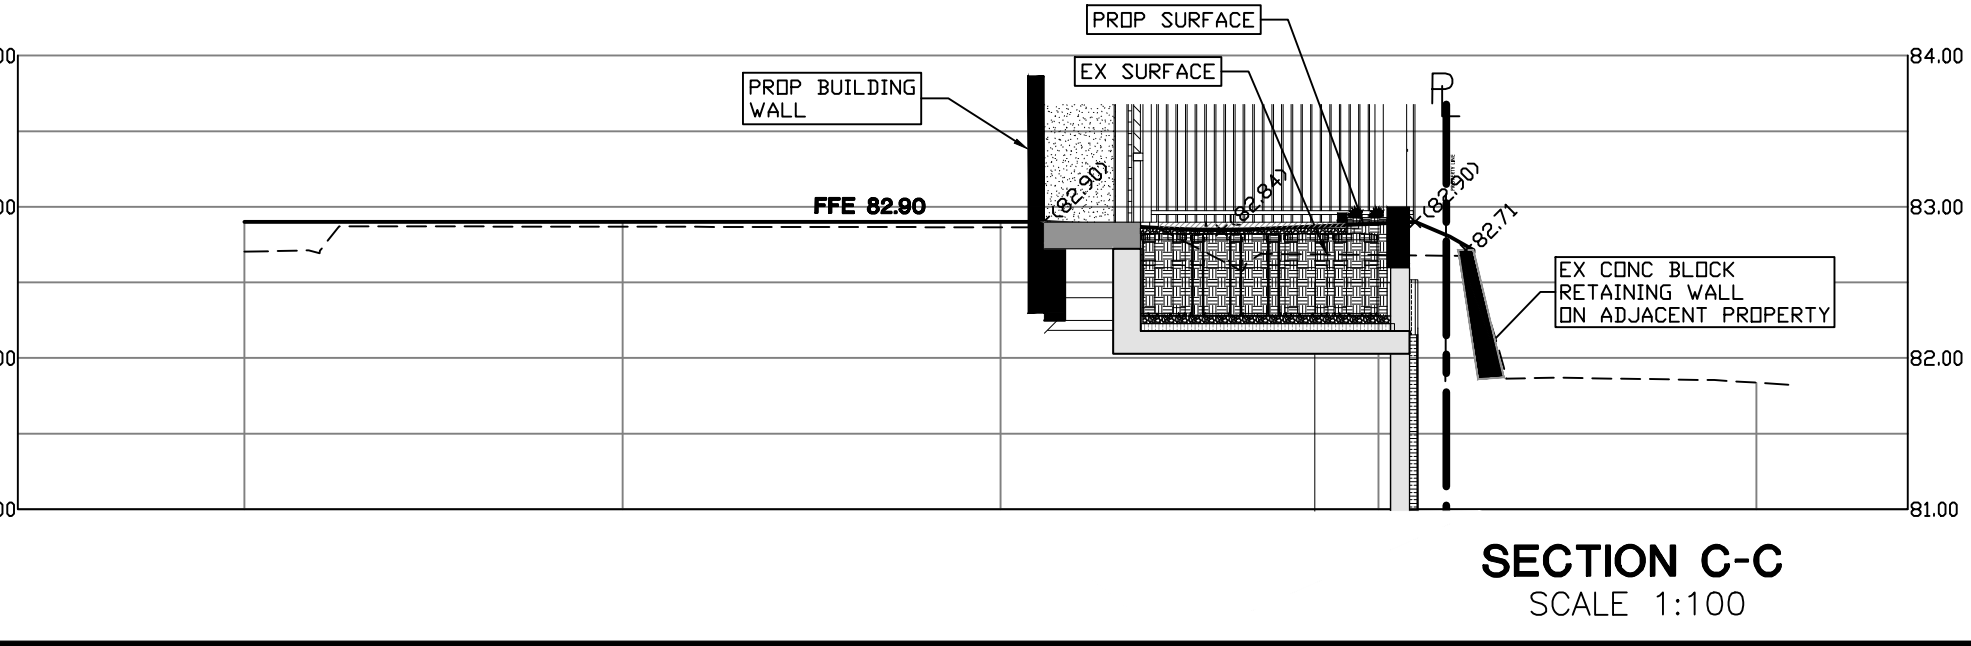 PROP SURFACE
84.00
EX SURFACE
PROP BUILDING
WALL
PL
(82.90)
(82.84)
(82.90)
FFE 82.90
83.00
82.71
EX CONC BLOCK
RETAINING WALL
ON ADJACENT PROPERTY
82.00
81.00
SECTION C-C
SCALE 1:100